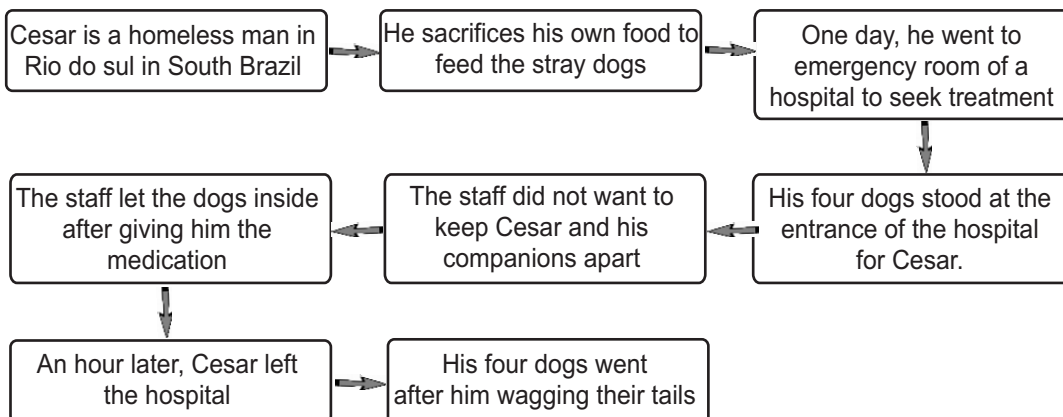 Cesar is a homeless man in
Rio do sul in South Brazil
He sacrifices his own food to
feed the stray dogs
One day, he went to
emergency room of a
hospital to seek treatment
His four dogs stood at the
entrance of the hospital
for Cesar.
The staff did not want to
keep Cesar and his
companions apart
The staff let the dogs inside
after giving him the
medication
An hour later, Cesar left
the hospital
His four dogs went
after him wagging their tails